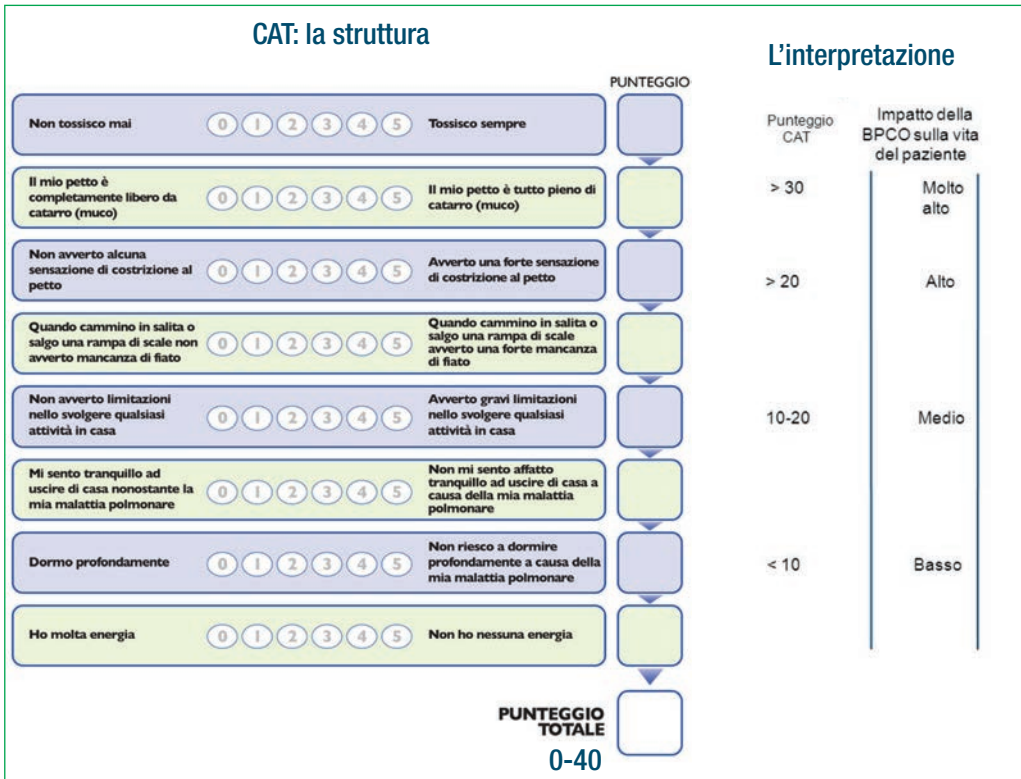 CAT: la struttura
PUNTEGGIO
Non tossisco mai
0 1 2 3 4 5
Tossisco sempre
Il mio petto è
completamente libero da
catarro (muco)
0 1 2 3 4 5
Il mio petto è tutto pieno di
catarro (muco)
Non avverto alcuna
sensazione di costrizione al
petto
0 1 2 3 4 5
Avverto una forte sensazione
di costrizione al petto
Quando cammino in salita o
salgo una rampa di scale non
avverto mancanza di fiato
0 1 2 3 4 5
Quando cammino in salita o
salgo una rampa di scale
avverto una forte mancanza
di fiato
Non avverto limitazioni
nello svolgere qualsiasi
attività in casa
0 1 2 3 4 5
Avverto gravi limitazioni
nello svolgere qualsiasi
attività in casa
Mi sento tranquillo ad
uscire di casa nonostante la
mia malattia polmonare
0 1 2 3 4 5
Non mi sento affatto
tranquillo ad uscire di casa a
causa della mia malattia
polmonare
Dormo profondamente
0 1 2 3 4 5
Non riesco a dormire
profondamente a causa della
mia malattia polmonare
Ho molta energia
0 1 2 3 4 5
Non ho nessuna energia
PUNTEGGIO
TOTALE
0-40
L'interpretazione
Punteggio
CAT
Impatto della
BPCO sulla vita
del paziente
> 30
Molto
alto
> 20
Alto
10-20
Medio
< 10
Basso